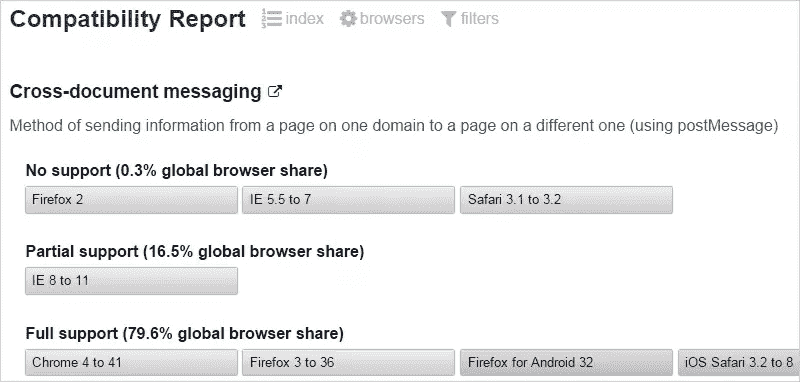 Compatibility Report index browsers filters
Cross-document messaging
Method of sending information from a page on one domain to a page on a different one (using postMessage)
No support (0.3% global browser share)
Firefox 2 IE 5.5 to 7 Safari 3.1 to 3.2
Partial support (16.5% global browser share)
IE 8 to 11
Full support (79.6% global browser share)
Chrome 4 to 41 Firefox 3 to 36 Firefox for Android 32 iOS Safari 3.2 to 8